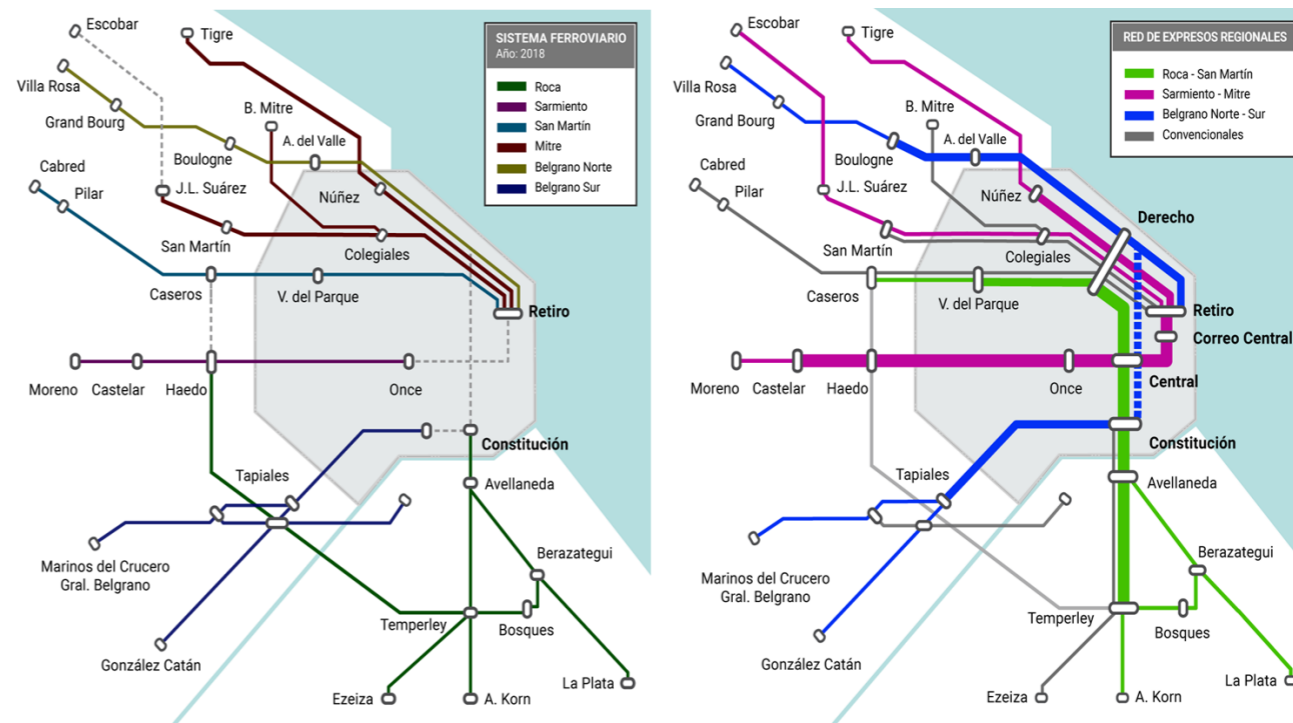 Escobar
Tigre
SISTEMA FERROVIARIO
Año: 2018
Villa Rosa
Roca
Sarmiento
San Martín
Mitre
Belgrano Norte
Belgrano Sur
B. Mitre
Grand Bourg
A. del Valle
Boulogne
Cabred
Pilar
J.L. Suárez
Núñez
San Martín
Colegiales
Caseros
V. del Parque
Retiro
Moreno
Castelar
Haedo
Once
Constitución
Tapiales
Avellaneda
Berazategui
Marinos del Crucero
Gral. Belgrano
Temperley
Bosques
González Catán
La Plata
Ezeiza
A. Korn
Escobar
Tigre
RED DE EXPRESOS REGIONALES
Roca - San Martín
Sarmiento - Mitre
Belgrano Norte - Sur
Convencionales
Villa Rosa
B. Mitre
Grand Bourg
A. del Valle
Boulogne
Cabred
Pilar
J.L. Suárez
Núñez
Derecho
San Martín
Colegiales
Caseros
V. del Parque
Retiro
Correo Central
Moreno
Castelar
Haedo
Once
Central
Constitución
Tapiales
Avellaneda
Berazategui
Marinos del Crucero
Gral. Belgrano
Temperley
Bosques
González Catán
La Plata
Ezeiza
A. Korn